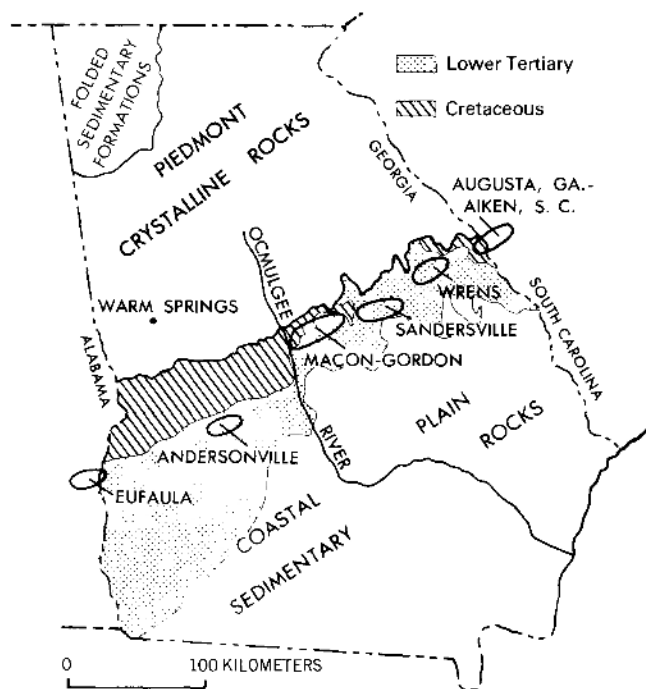 FOLDED
SEDIMENTARY
FORMATIONS
PIEDMONT
CRYSTALLINE ROCKS
Lower Tertiary
Cretaceous
GEORGIA
AUGUSTA, GA.-
AIKEN, S. C.
OCMULGEE
WARM SPRINGS
WRENS
SOUTH CAROLINA
SANDERSVILLE
MACON-GORDON
ALABAMA
PLAIN
ROCKS
RIVER
ANDERSONVILLE
EUFAULA
COASTAL
SEDIMENTARY
0 100 KILOMETERS